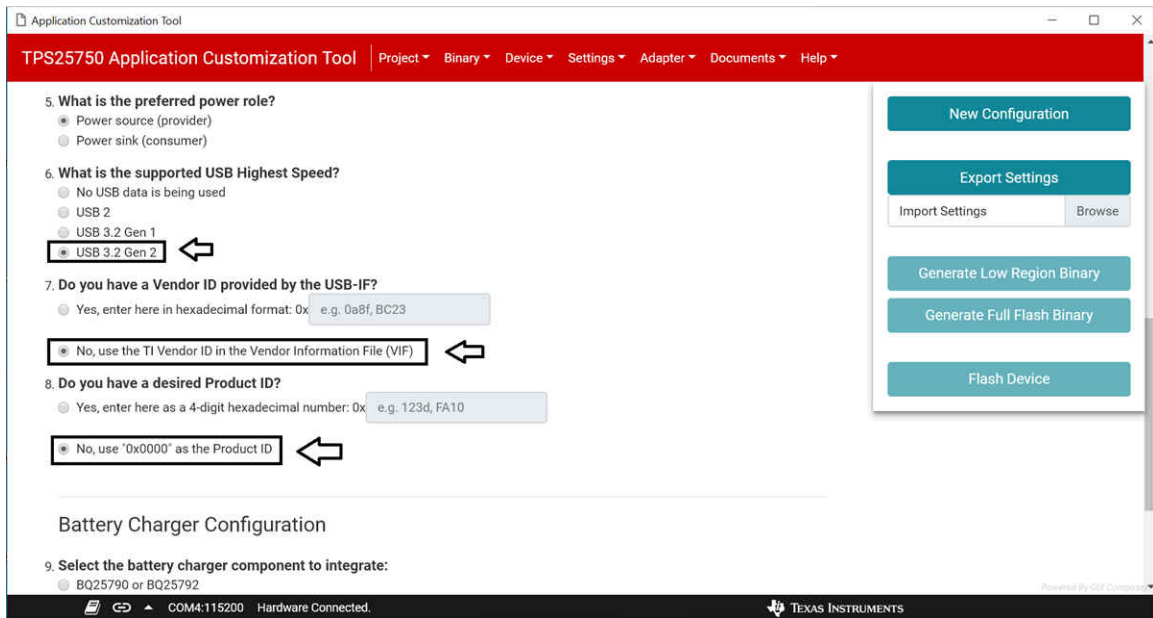 Application Customization Tool
TPS25750 Application Customization Tool Project Binary Device Settings Adapter Documents Help
5. What is the preferred power role?
Power source (provider)
Power sink (consumer)
6. What is the supported USB Highest Speed?
No USB data is being used
USB 2
USB 3.2 Gen 1
USB 3.2 Gen 2
7. Do you have a Vendor ID provided by the USB-IF?
Yes, enter here in hexadecimal format: 0x e.g. 0a8f, BC23
No, use the TI Vendor ID in the Vendor Information File (VIF)
8. Do you have a desired Product ID?
Yes, enter here as a 4-digit hexadecimal number: 0x e.g. 123d, FA10
No, use "0x0000" as the Product ID
Battery Charger Configuration
9. Select the battery charger component to integrate:
BQ25790 or BQ25792
New Configuration
Export Settings
Import Settings Browse
Generate Low Region Binary
Generate Full Flash Binary
Flash Device
Powered By GUI Composer
COM4:115200 Hardware Connected.
TEXAS INSTRUMENTS